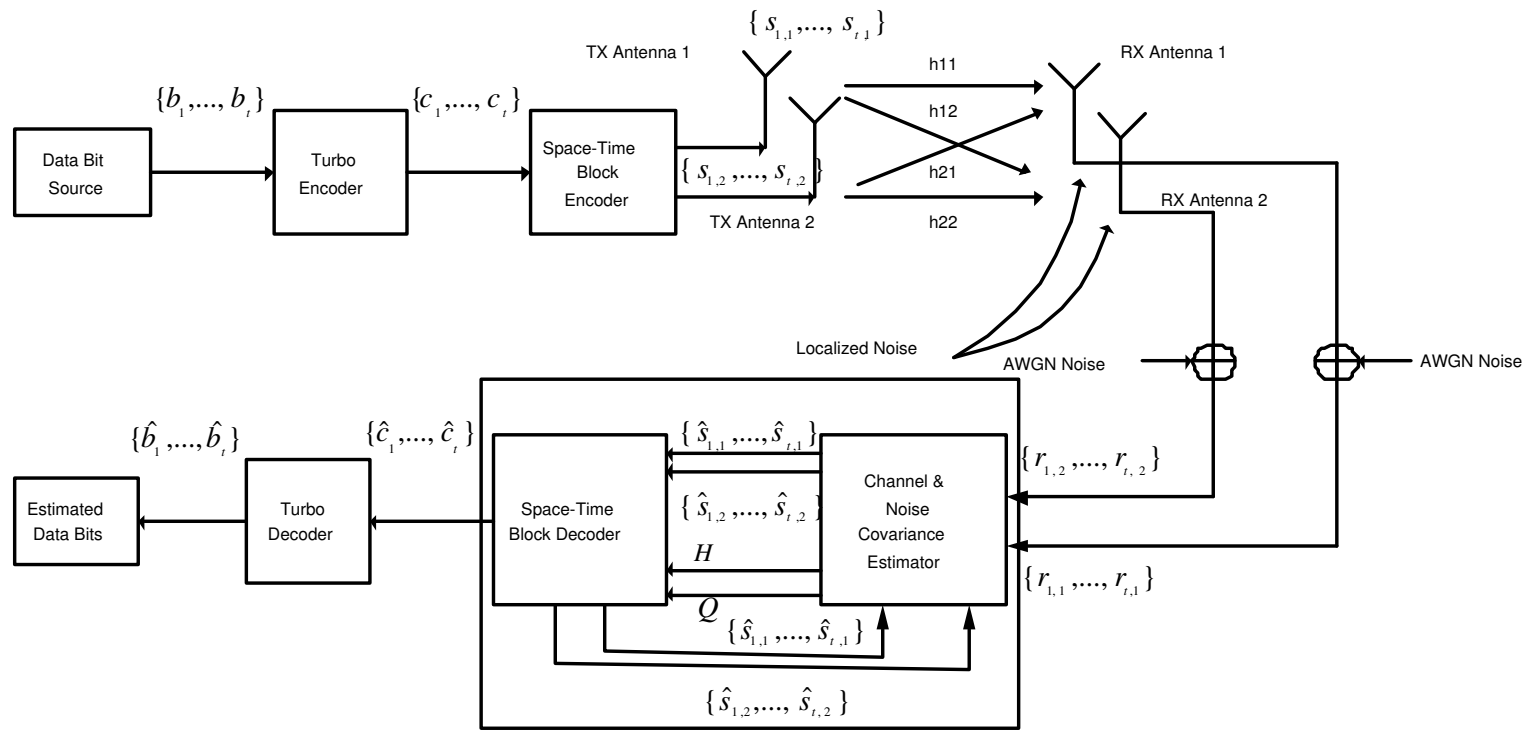 { s1,1 ,..., st,1 }
TX Antenna 1
RX Antenna 1
h11
{b1,..., bt}
{c1,..., ct}
h12
Data Bit
Source
Turbo
Encoder
Space-Time
Block
Encoder
{ s1,2 ,..., st,2 }
h21
TX Antenna 2
h22
RX Antenna 2
Localized Noise
AWGN Noise
AWGN Noise
{b̂1,..., b̂t}
{ĉ1,..., ĉt}
{ ŝ1,1 ,..., ŝt,1 }
{r1,2 ,..., rt,2 }
Estimated
Data Bits
Turbo
Decoder
Space-Time
Block Decoder
{ ŝ1,2 ,..., ŝt,2 }
Channel &
Noise
Covariance
Estimator
H
Q
{r1,1 ,..., rt,1}
{ ŝ1,1 ,..., ŝt,1 }
{ ŝ1,2 ,..., ŝt,2 }